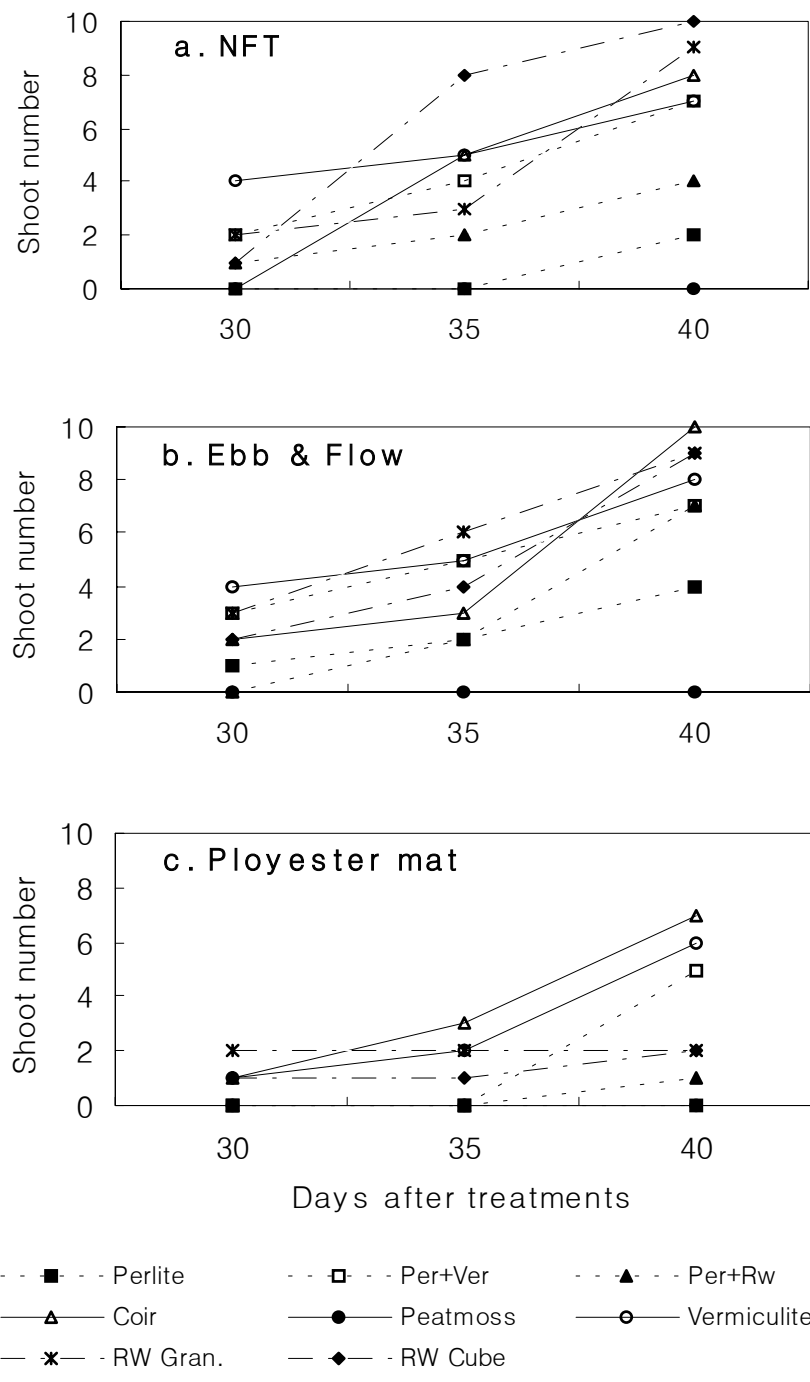 a. NFT
Shoot number
10
8
6
4
2
0
30 35 40
b. Ebb & Flow
Shoot number
10
8
6
4
2
0
30 35 40
c. Ployester mat
Shoot number
10
8
6
4
2
0
30 35 40
Days after treatments
Perlite Per+Ver Per+Rw
Coir Peatmoss Vermiculite
RW Gran. RW Cube